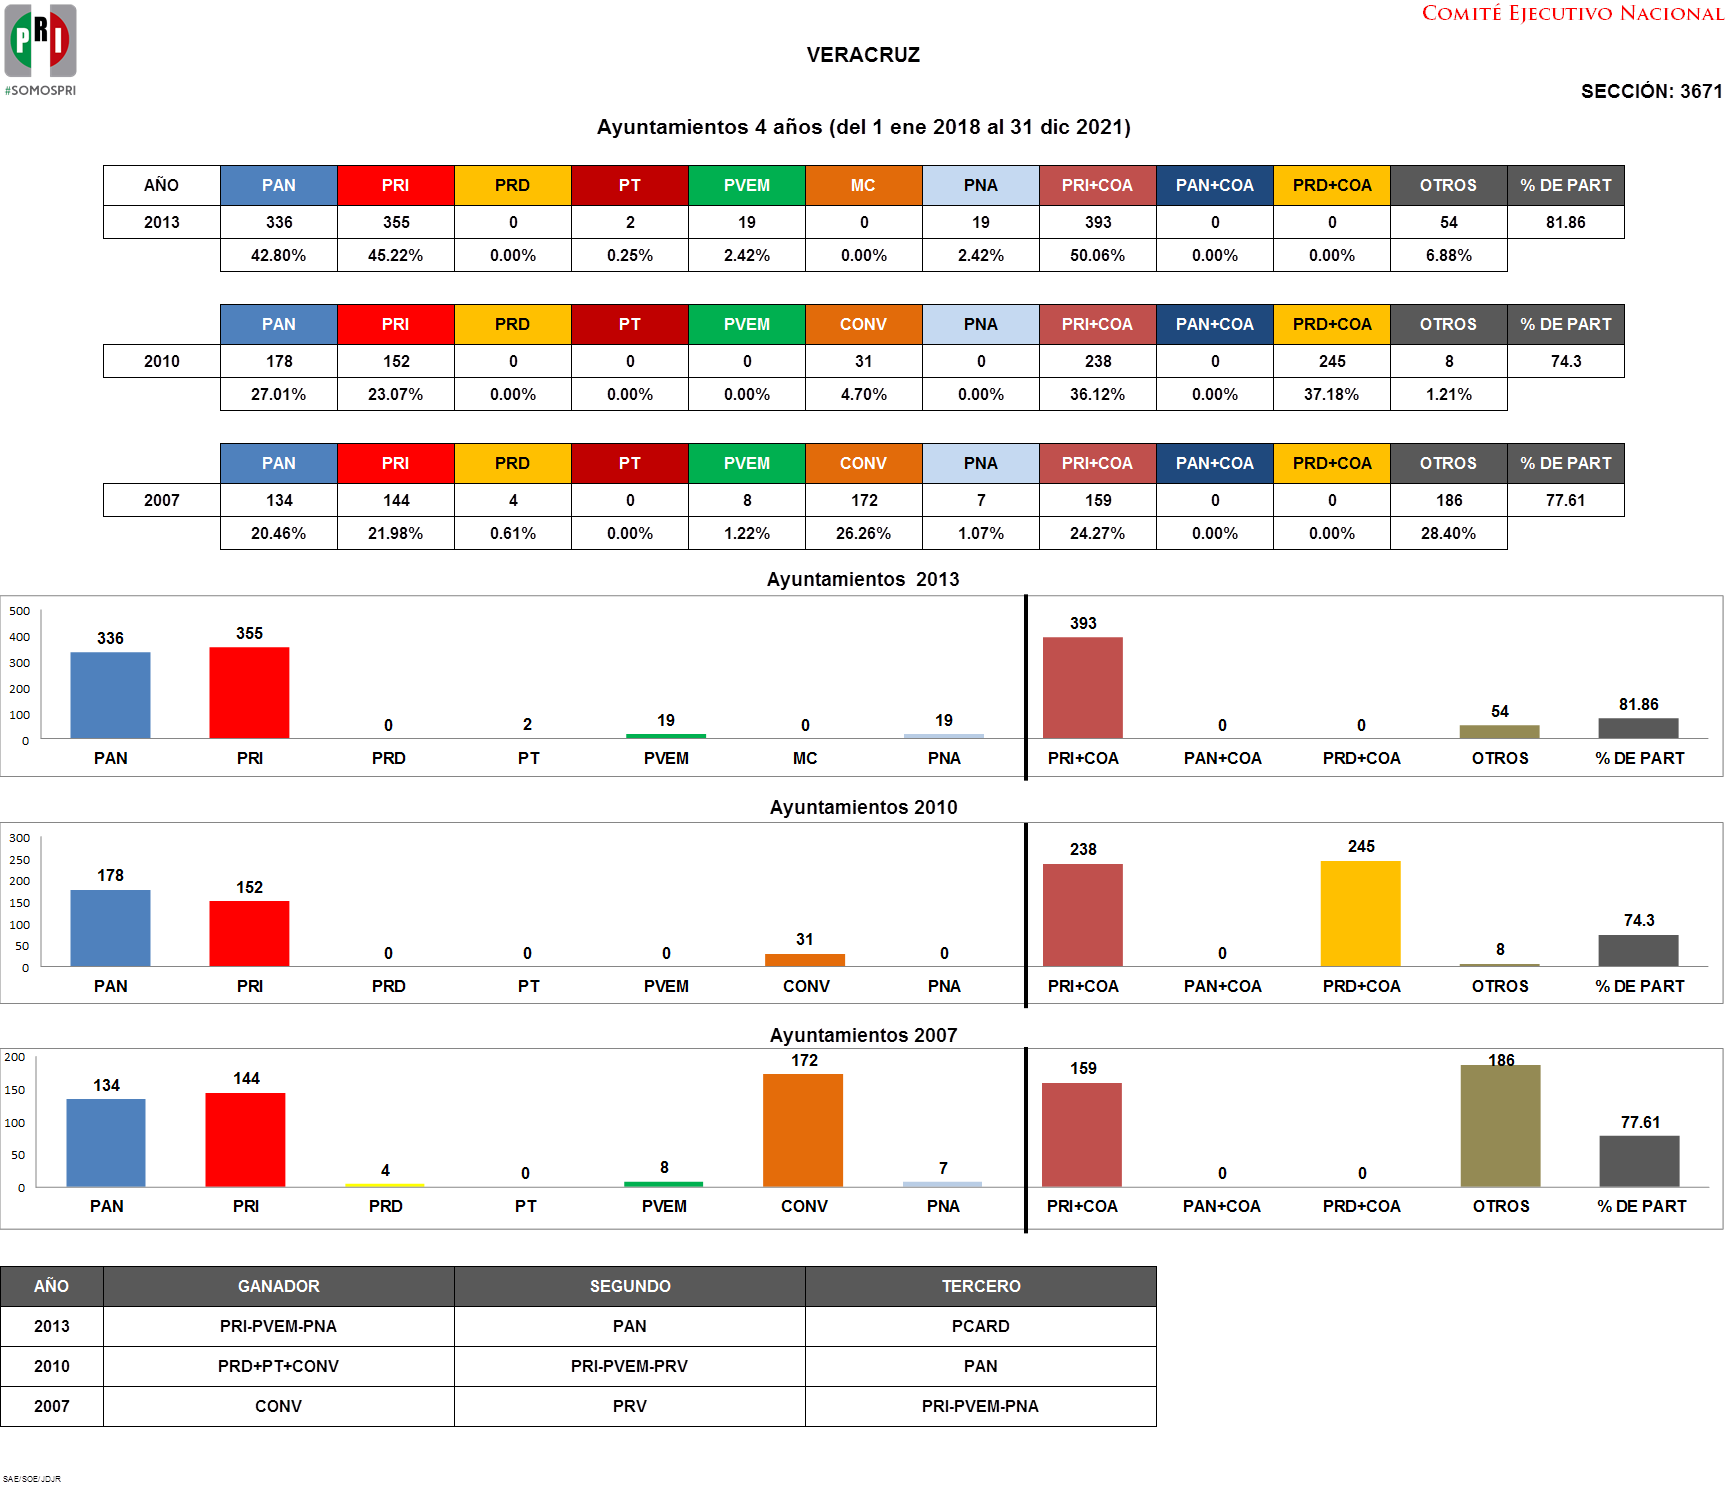 PRI
#SOMOSPRI
COMITÉ EJECUTIVO NACIONAL
VERACRUZ
SECCIÓN: 3671
Ayuntamientos 4 años (del 1 ene 2018 al 31 dic 2021)
AÑO PAN PRI PRD PT PVEM MC PNA PRI+COA PAN+COA PRD+COA OTROS % DE PART
2013 336 355 0 2 19 0 19 393 0 0 54 81.86
42.80% 45.22% 0.00% 0.25% 2.42% 0.00% 2.42% 50.06% 0.00% 0.00% 6.88%
PAN PRI PRD PT PVEM CONV PNA PRI+COA PAN+COA PRD+COA OTROS % DE PART
2010 178 152 0 0 0 31 0 238 0 245 8 74.3
27.01% 23.07% 0.00% 0.00% 0.00% 4.70% 0.00% 36.12% 0.00% 37.18% 1.21%
PAN PRI PRD PT PVEM CONV PNA PRI+COA PAN+COA PRD+COA OTROS % DE PART
2007 134 144 4 0 8 172 7 159 0 0 186 77.61
20.46% 21.98% 0.61% 0.00% 1.22% 26.26% 1.07% 24.27% 0.00% 0.00% 28.40%
Ayuntamientos 2013
500
400
300
200
100
0
336 355 0 2 19 0 19 393 0 0 54 81.86
PAN PRI PRD PT PVEM MC PNA PRI+COA PAN+COA PRD+COA OTROS % DE PART
Ayuntamientos 2010
300
250
200
150
100
50
0
178 152 0 0 0 31 0 238 0 245 8 74.3
PAN PRI PRD PT PVEM CONV PNA PRI+COA PAN+COA PRD+COA OTROS % DE PART
Ayuntamientos 2007
200
150
100
50
0
134 144 4 0 8 172 7 159 0 0 186 77.61
PAN PRI PRD PT PVEM CONV PNA PRI+COA PAN+COA PRD+COA OTROS % DE PART
AÑO GANADOR SEGUNDO TERCERO
2013 PRI-PVEM-PNA PAN PCARD
2010 PRD+PT+CONV PRI-PVEM-PRV PAN
2007 CONV PRV PRI-PVEM-PNA
SAE/SOE/JDJR